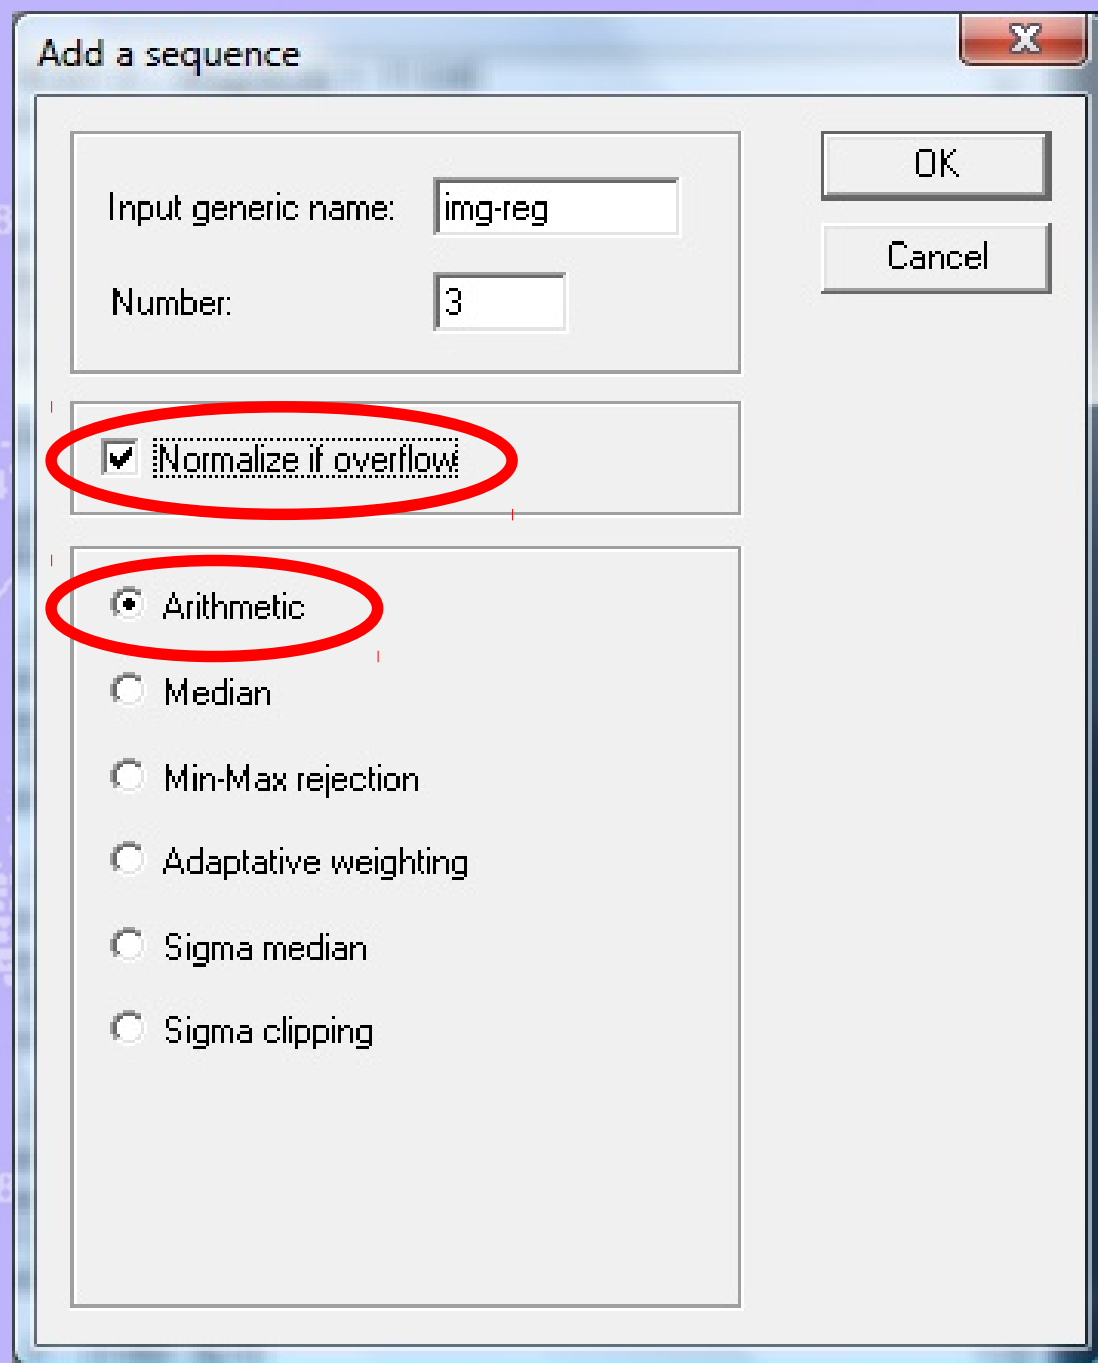 Add a sequence
OK
Cancel
Input generic name: img-reg
Number: 3
Normalize if overflow
Arithmetic
Median
Min-Max rejection
Adaptative weighting
Sigma median
Sigma clipping